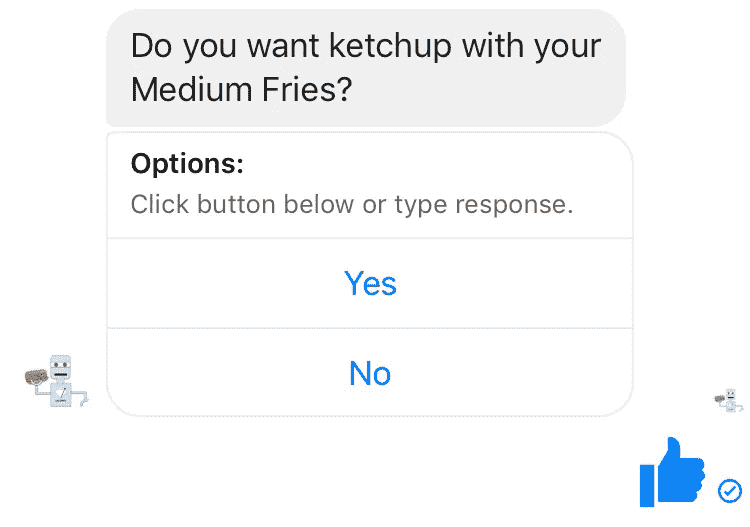 Do you want ketchup with your
Medium Fries?
Options:
Click button below or type response.
Yes
No